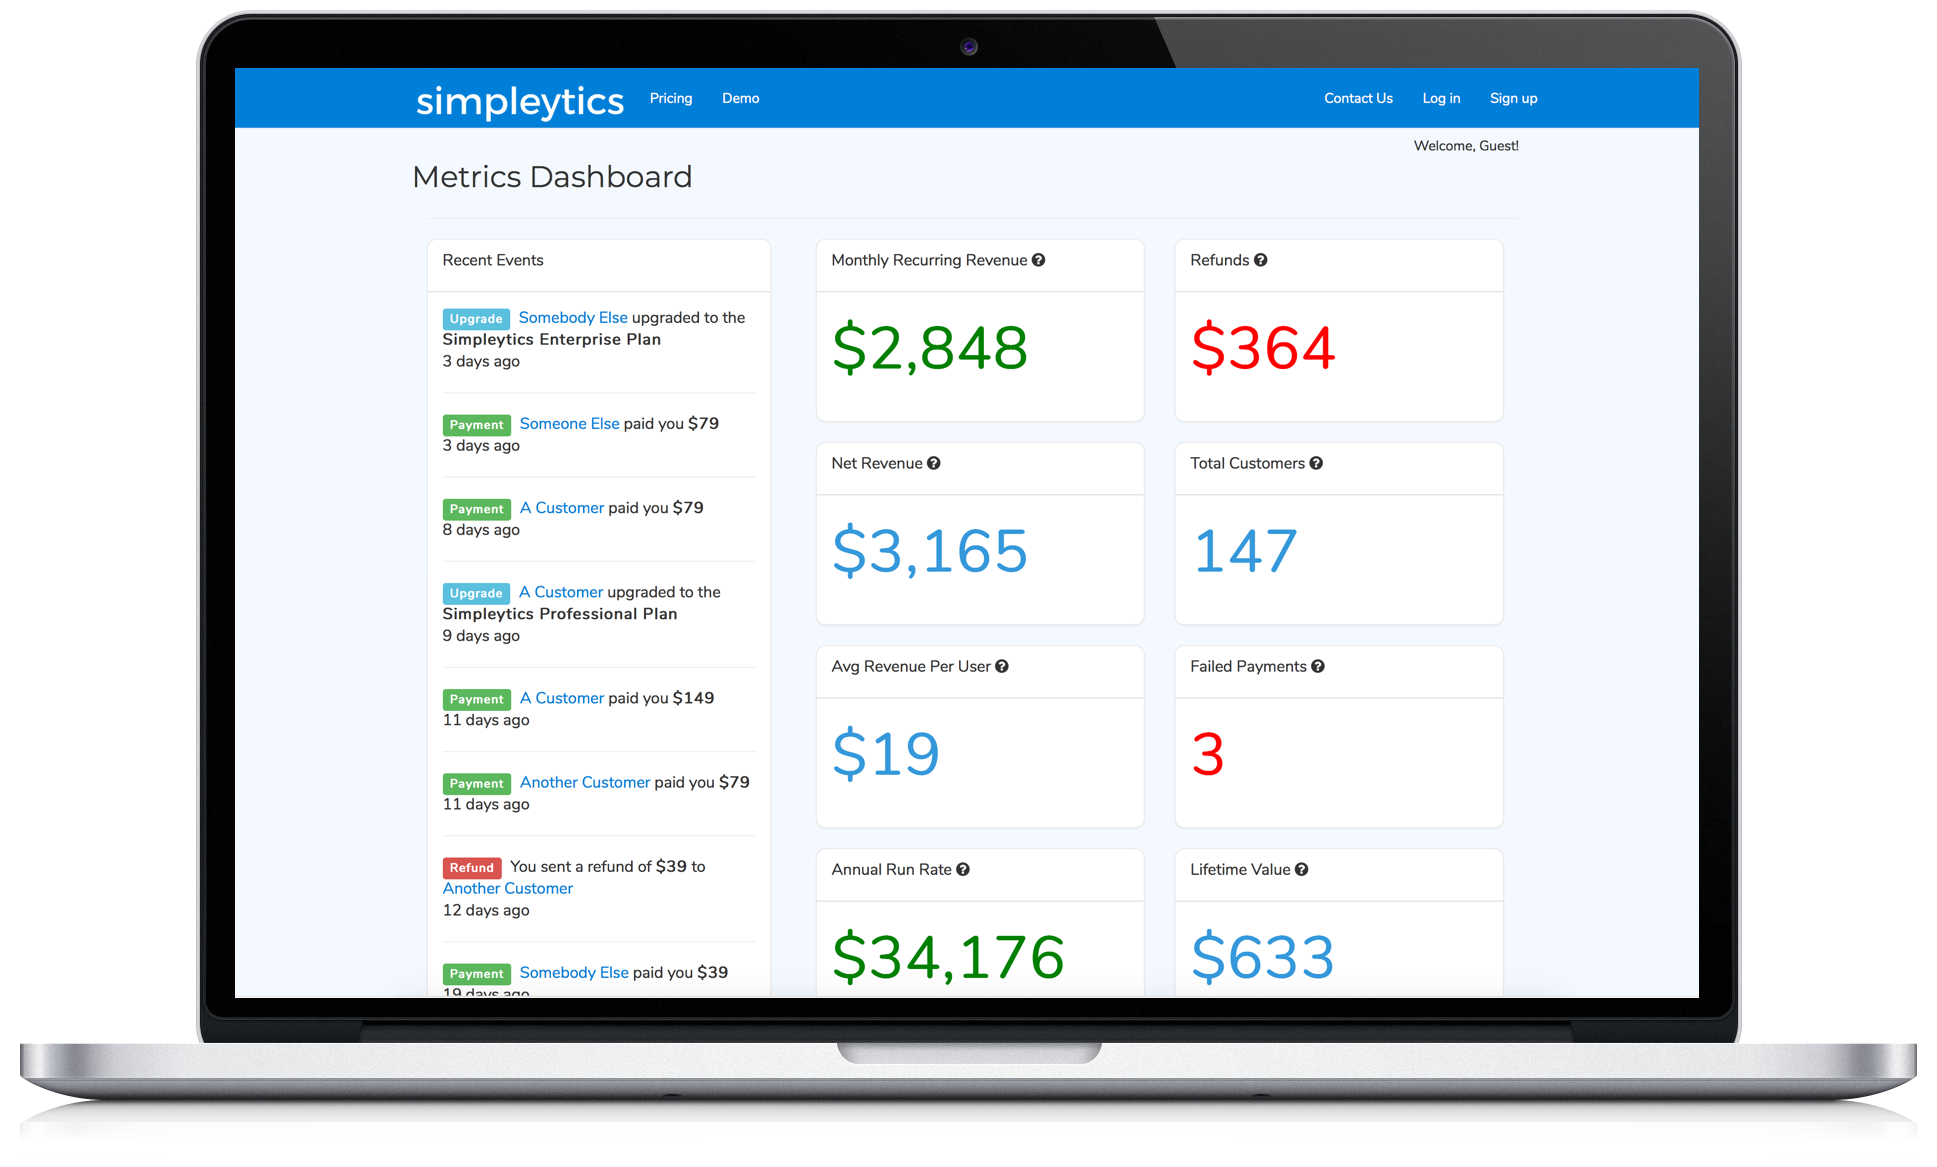 simpleytics Pricing Demo Contact Us Log in Sign up
Welcome, Guest!
Metrics Dashboard
Recent Events
Upgrade Somebody Else upgraded to the
Simpleytics Enterprise Plan
3 days ago
Payment Someone Else paid you $79
3 days ago
Payment A Customer paid you $79
8 days ago
Upgrade A Customer upgraded to the
Simpleytics Professional Plan
9 days ago
Payment A Customer paid you $149
11 days ago
Payment Another Customer paid you $79
11 days ago
Refund You sent a refund of $39 to
Another Customer
12 days ago
Payment Somebody Else paid you $39
19 days ago
Monthly Recurring Revenue ?
$2,848
Refunds ?
$364
Net Revenue ?
$3,165
Total Customers ?
147
Avg Revenue Per User ?
$19
Failed Payments ?
3
Annual Run Rate ?
$34,176
Lifetime Value ?
$633